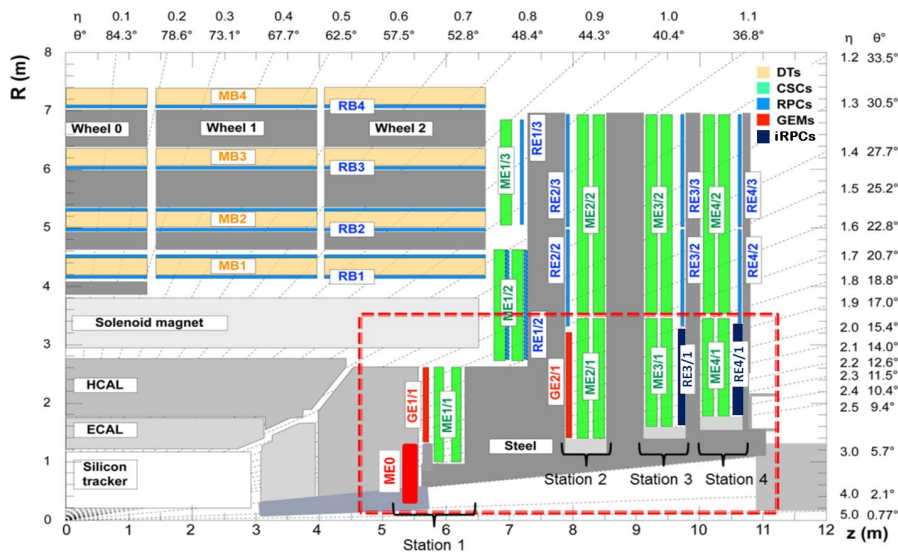 η 0.1 0.2 0.3 0.4 0.5 0.6 0.7 0.8 0.9 1.0 1.1
θ° 84.3° 78.6° 73.1° 67.7° 62.5° 57.5° 52.8° 48.4° 44.3° 40.4° 36.8° η θ°
R (m)
8
7
6
5
4
3
2
1
0
1.2 33.5°
1.3 30.5°
1.4 27.7°
1.5 25.2°
1.6 22.8°
1.7 20.7°
1.8 18.8°
1.9 17.0°
2.0 15.4°
2.1 14.0°
2.2 12.6°
2.3 11.5°
2.4 10.4°
2.5 9.4°
3.0 5.7°
4.0 2.1°
5.0 0.77°
DTs
CSCs
RPCs
GEMs
iRPCs
MB4
RB4
Wheel 0 Wheel 1 Wheel 2
MB3
RB3
MB2
RB2
MB1
RB1
Solenoid magnet
HCAL
ECAL
Silicon
tracker
Steel
ME0
GE1/1
ME1/1
ME1/2
RE1/2
ME1/3
RE1/3
RE2/3
RE2/2
GE2/1
ME2/2
ME2/1
ME3/2
ME3/1
RE3/3
RE3/2
RE3/1
ME4/2
ME4/1
RE4/3
RE4/2
RE4/1
Station 2 Station 3 Station 4
0 1 2 3 4 5 6 7 8 9 10 11 12
Station 1
z (m)